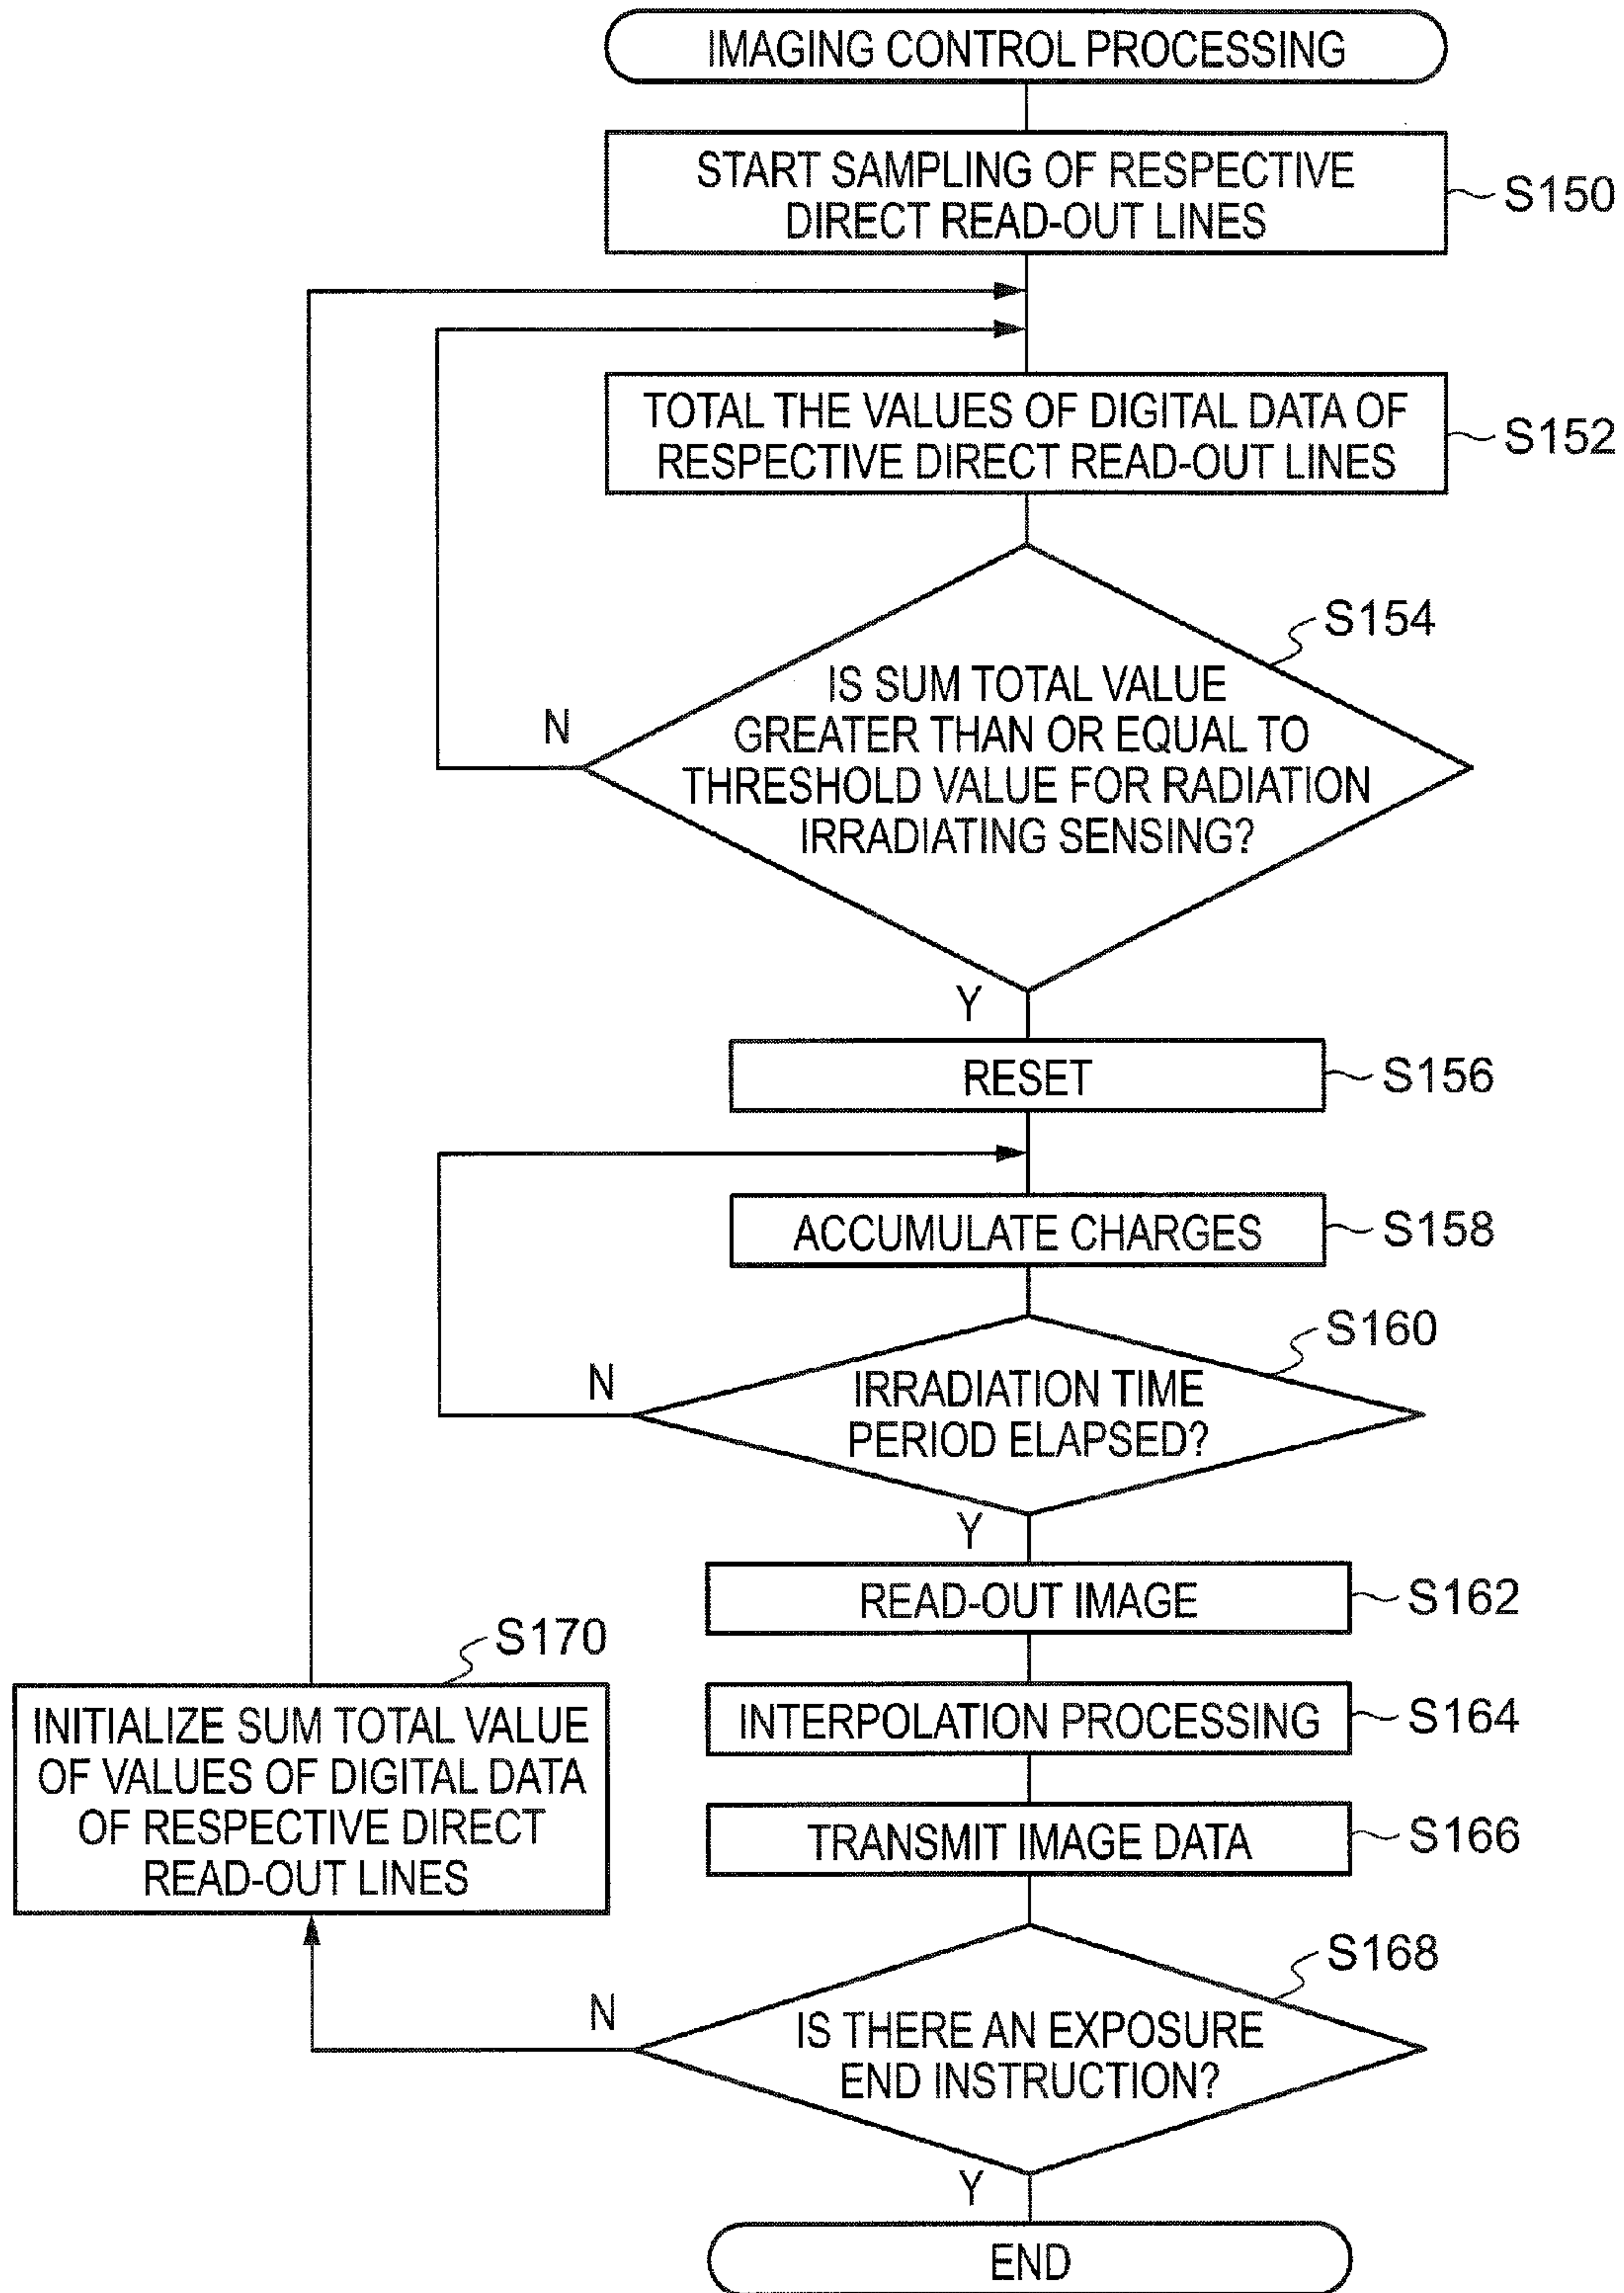 IMAGING CONTROL PROCESSING
START SAMPLING OF RESPECTIVE
DIRECT READ-OUT LINES
S150
TOTAL THE VALUES OF DIGITAL DATA OF
RESPECTIVE DIRECT READ-OUT LINES
S152
S154
IS SUM TOTAL VALUE
GREATER THAN OR EQUAL TO
THRESHOLD VALUE FOR RADIATION
IRRADIATING SENSING?
N
Y
RESET
S156
ACCUMULATE CHARGES
S158
S160
IRRADIATION TIME
PERIOD ELAPSED?
N
Y
READ-OUT IMAGE
S162
INTERPOLATION PROCESSING
S164
TRANSMIT IMAGE DATA
S166
S168
IS THERE AN EXPOSURE
END INSTRUCTION?
N
S170
INITIALIZE SUM TOTAL VALUE
OF VALUES OF DIGITAL DATA
OF RESPECTIVE DIRECT
READ-OUT LINES
Y
END